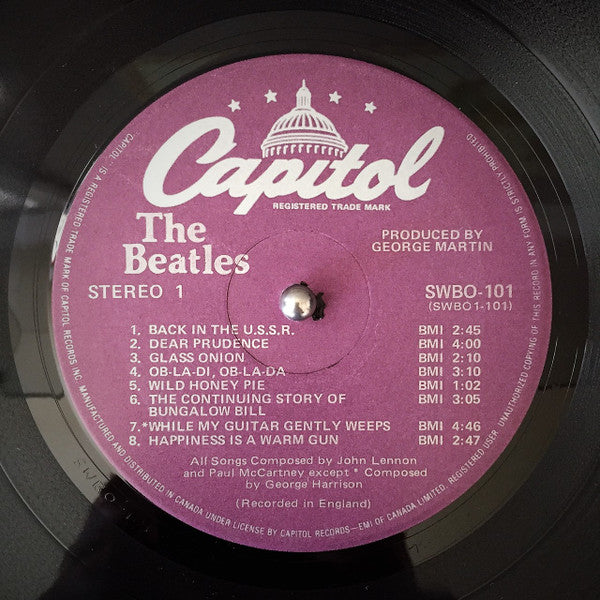 Capitol
REGISTERED TRADE MARK
The
Beatles
PRODUCED BY
GEORGE MARTIN
STEREO 1
SWBO-101
(SWBO1-101)
1. BACK IN THE U.S.S.R. BMI 2:45
2. DEAR PRUDENCE BMI 4:00
3. GLASS ONION BMI 2:10
4. OB-LA-DI, OB-LA-DA BMI 3:10
5. WILD HONEY PIE BMI 1:02
6. THE CONTINUING STORY OF
BUNGALOW BILL BMI 3:05
7.*WHILE MY GUITAR GENTLY WEEPS BMI 4:46
8. HAPPINESS IS A WARM GUN BMI 2:47
All Songs Composed by John Lennon
and Paul McCartney except * Composed
by George Harrison
(Recorded in England)
CAPITOL IS A REGISTERED TRADE MARK OF CAPITOL RECORDS INC. MANUFACTURED AND DISTRIBUTED IN CANADA UNDER LICENSE BY CAPITOL RECORDS—EMI OF CANADA LIMITED, REGISTERED USER. UNAUTHORIZED COPYING OF THIS RECORD IN ANY FORM IS STRICTLY PROHIBITED